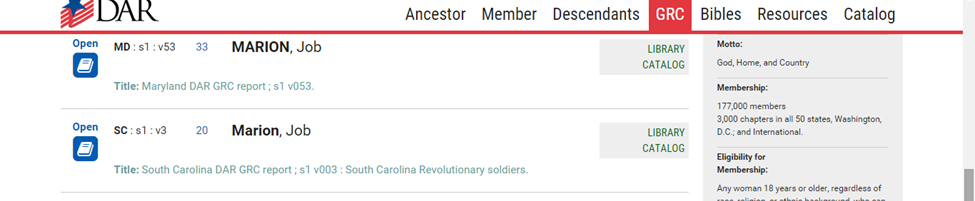 DAR
Ancestor Member Descendants GRC Bibles Resources Catalog
Open MD : s1 : v53 33 MARION, Job LIBRARY CATALOG
Title: Maryland DAR GRC report ; s1 v053.
Open SC : s1 : v3 20 Marion, Job LIBRARY CATALOG
Title: South Carolina DAR GRC report ; s1 v003 : South Carolina Revolutionary soldiers.
Motto:
God, Home, and Country
Membership:
177,000 members
3,000 chapters in all 50 states, Washington,
D.C.; and International.
Eligibility for
Membership:
Any woman 18 years or older, regardless of